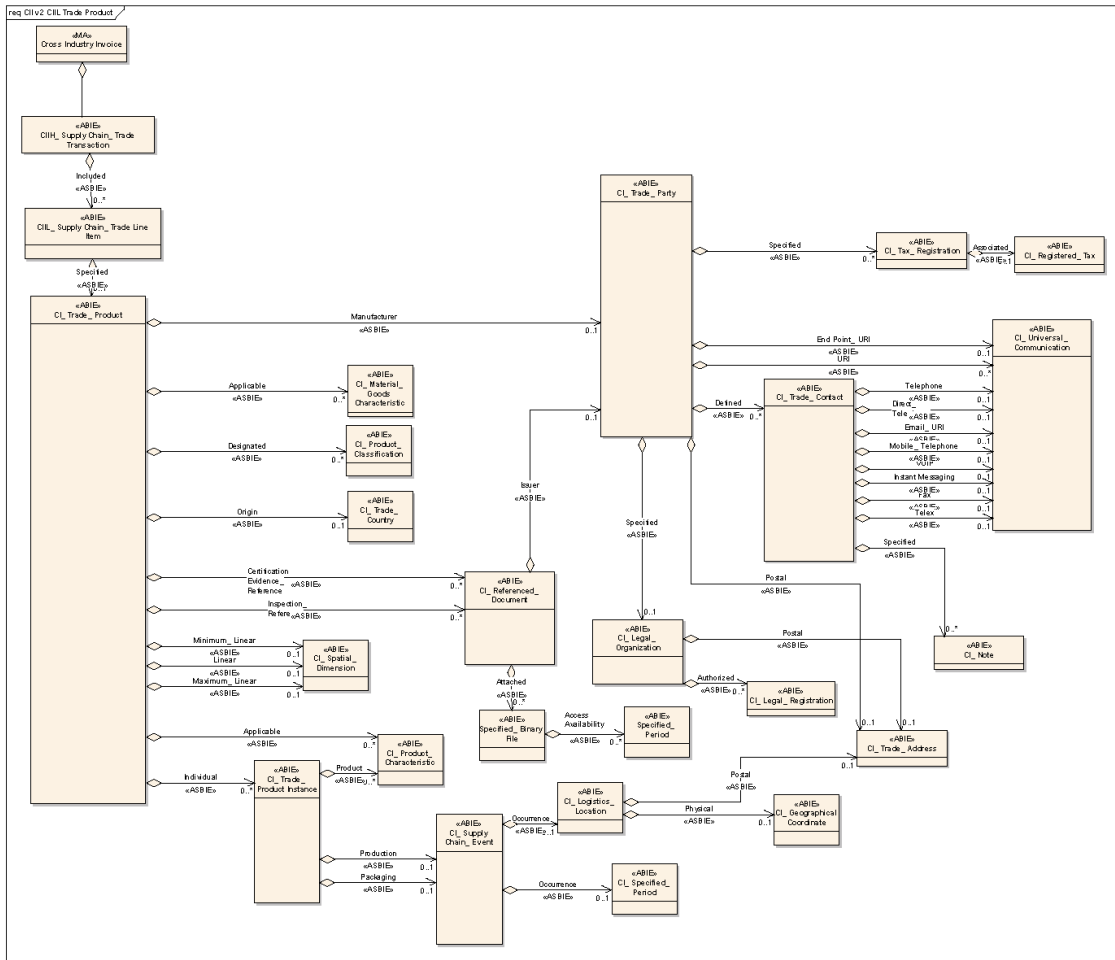 req CIIv2 CIIL Trade Product
«MA»
Cross Industry Invoice
«ABIE»
CIIH_ Supply Chain_ Trade
Transaction
Included
«ASBIE»
0..*
«ABIE»
CIIL_ Supply Chain_ Trade Line
Item
Specified
«ASBIE»
«ABIE»
CI_ Trade_ Product
Manufacturer
«ASBIE»
0..1
Applicable
«ASBIE»
0..*
«ABIE»
CI_ Material_
Goods
Characteristic
Designated
«ASBIE»
0..*
«ABIE»
CI_ Product_
Classification
Origin
«ASBIE»
0..1
«ABIE»
CI_ Trade_
Country
Certification
Evidence_
Reference
«ASBIE»
0..*
Inspection_
Refere
«ASBIE»
0..*
«ABIE»
CI_ Referenced_
Document
Issuer
«ASBIE»
0..1
Minimum_ Linear
«ASBIE»
0..1
Linear
«ASBIE»
0..1
Maximum_ Linear
«ASBIE»
0..1
«ABIE»
CI_ Spatial_
Dimension
Attached
«ASBIE»
0..*
«ABIE»
Specified_ Binary
File
Access
Availability
«ASBIE»
0..*
«ABIE»
Specified_
Period
Applicable
«ASBIE»
0..*
«ABIE»
CI_ Product_
Characteristic
Individual
«ASBIE»
0..*
«ABIE»
CI_ Trade_
Product Instance
Product
«ASBIE»
0..*
Production
«ASBIE»
0..1
Packaging
«ASBIE»
0..1
«ABIE»
CI_ Supply
Chain_ Event
Occurrence
«ASBIE»
0..1
«ABIE»
CI_ Logistics_
Location
Occurrence
«ASBIE»
0..1
«ABIE»
CI_ Specified_
Period
Postal
«ASBIE»
0..1
Physical
«ASBIE»
0..1
«ABIE»
CI_ Geographical
Coordinate
«ABIE»
CI_ Trade_ Party
Specified
«ASBIE»
0..*
«ABIE»
CI_ Tax_ Registration
Associated
«ASBIE»
«ABIE»
CI_ Registered_ Tax
End Point_ URI
«ASBIE»
0..1
URI
«ASBIE»
0..*
«ABIE»
CI_ Universal_
Communication
Defined
«ASBIE»
0..*
«ABIE»
CI_ Trade_ Contact
Telephone
«ASBIE»
0..1
Direct_
Tele
«ASBIE»
0..1
Email_ URI
0..1
Mobile_ Telephone
«ASBIE»
0..1
VOIP
«ASBIE»
0..1
Instant Messaging
«ASBIE»
0..1
Fax
0..1
Telex
«ASBIE»
0..1
Specified
«ASBIE»
0..*
«ABIE»
CI_ Note
Specified
«ASBIE»
0..1
«ABIE»
CI_ Legal_
Organization
Postal
«ASBIE»
0..1
Postal
«ASBIE»
0..1
Authorized
«ASBIE»
0..*
«ABIE»
CI_ Legal_ Registration
«ABIE»
CI_ Trade_ Address